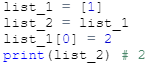 list_1 = [1]
list_2 = list_1
list_1[0] = 2
print(list_2) # 2